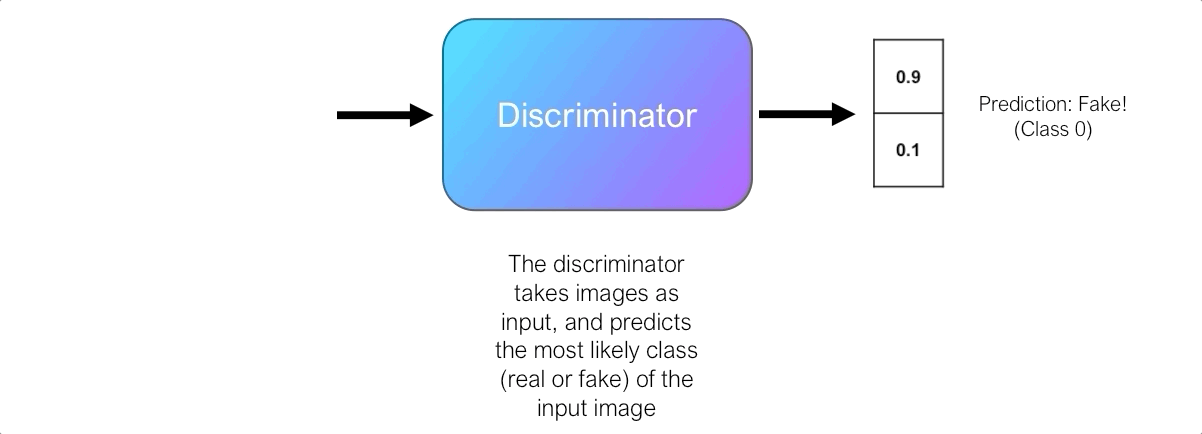 Discriminator
0.9
0.1
Prediction: Fake!
(Class 0)
The discriminator
takes images as
input, and predicts
the most likely class
(real or fake) of the
input image